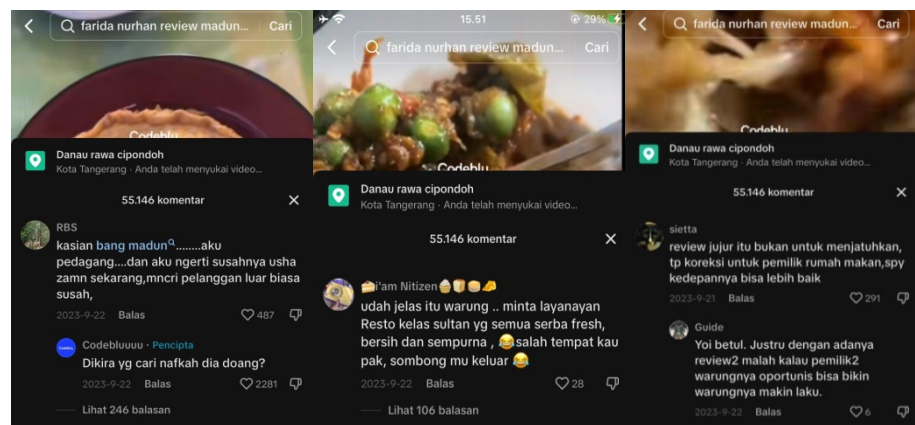 farida nurhan review madun... Cari
Codeblu
Danau rawa cipondoh
Kota Tangerang · Anda telah menyukai video...
55.146 komentar
RBS
kasian bang madun........aku
pedagang....dan aku ngerti susahnya usha
zamn sekarang,mncri pelanggan luar biasa
susah,
2023-9-22 Balas 487
Codebluuuu · Pencipta
Dikira yg cari nafkah dia doang?
2023-9-22 Balas 2281
Lihat 246 balasan
15.51 29%
farida nurhan review madun... Cari
Codeblu
Danau rawa cipondoh
Kota Tangerang · Anda telah menyukai video...
55.146 komentar
i'am Nitizen
udah jelas itu warung .. minta layanayan
Resto kelas sultan yg semua serba fresh,
bersih dan sempurna , 😂salah tempat kau
pak, sombong mu keluar 😂
2023-9-22 Balas 28
Lihat 106 balasan
farida nurhan review madun... Cari
Codeblu
Danau rawa cipondoh
Kota Tangerang · Anda telah menyukai video...
55.146 komentar
sietta
review jujur itu bukan untuk menjatuhkan,
tp koreksi untuk pemilik rumah makan,spy
kedepannya bisa lebih baik
2023-9-21 Balas 291
Guide
Yoi betul. Justru dengan adanya
review2 malah kalau pemilik2
warungnya oportunis bisa bikin
warungnya makin laku.
2023-9-22 Balas 6